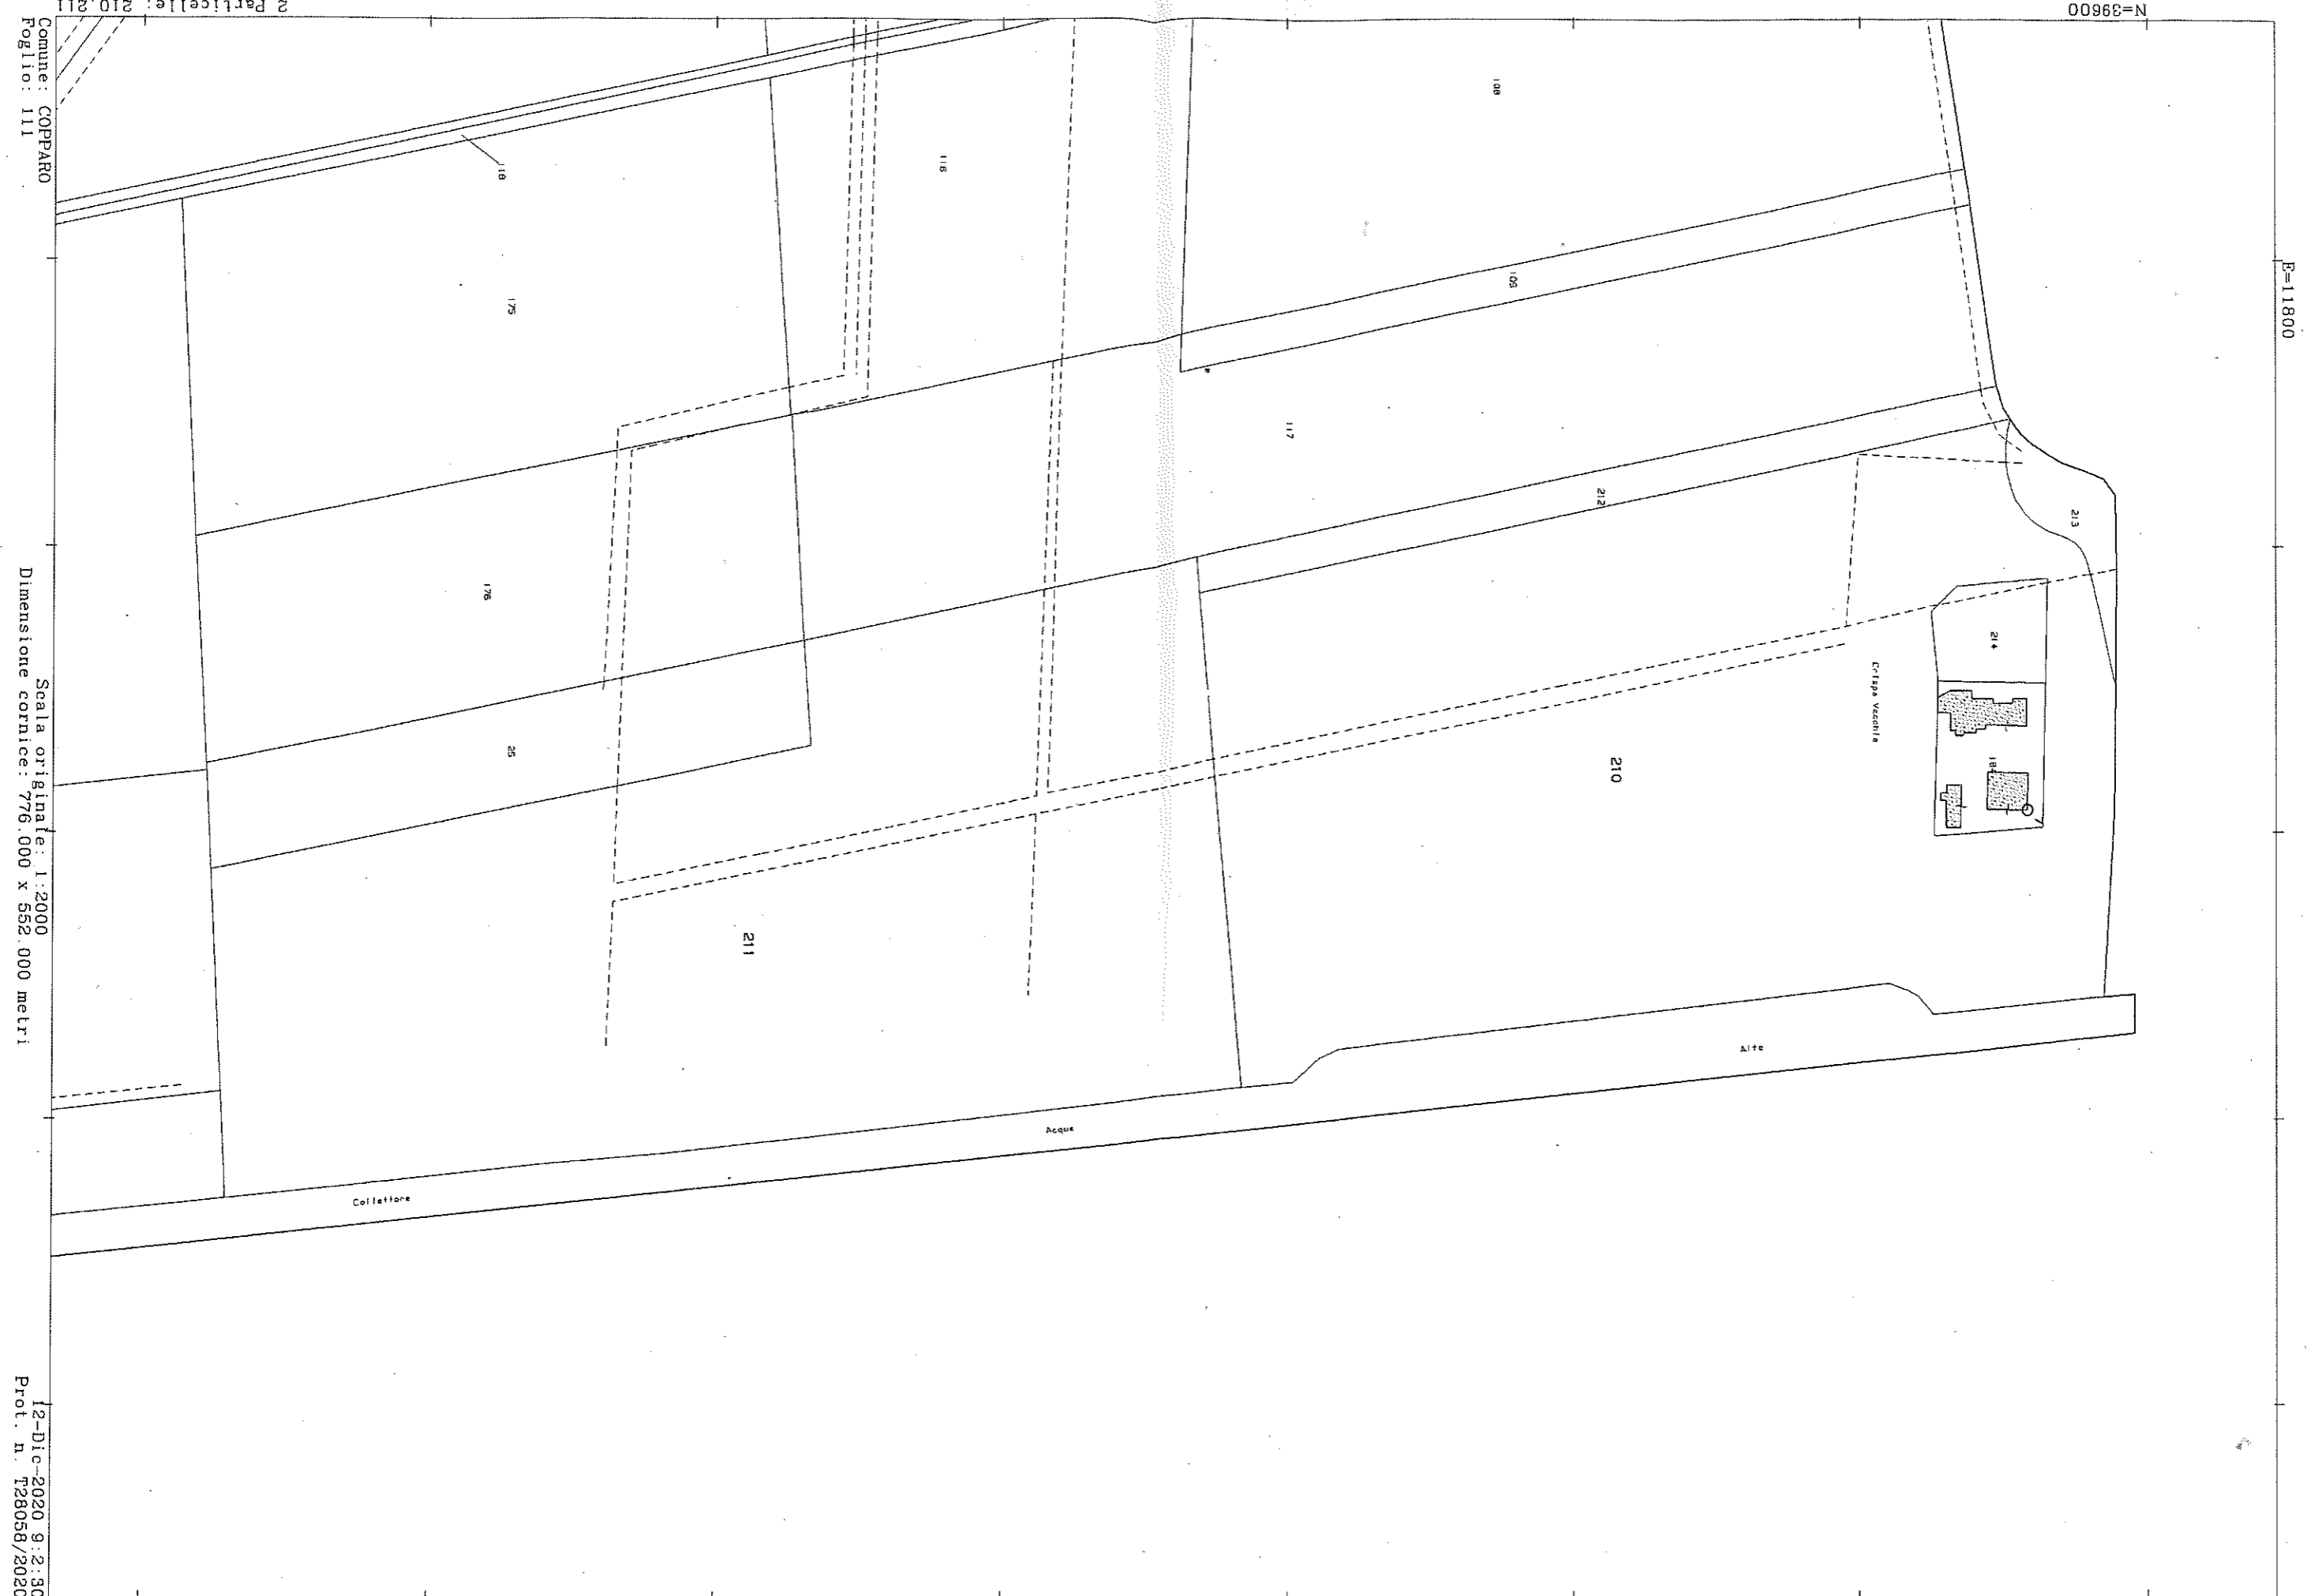 N=39600
E=11800
2 Particelle: 210,211
Comune: COPPARO
Foglio: 111
Scala originale: 1:2000
Dimensione cornice: 776.000 x 552.000 metri
12-Dic-2020 9:2:30
Prot. n. T28058/2020
108
116
118
109
175
117
212
213
176
214
Crispa Vecchia
25
210
211
Alte
Acque
Collettore